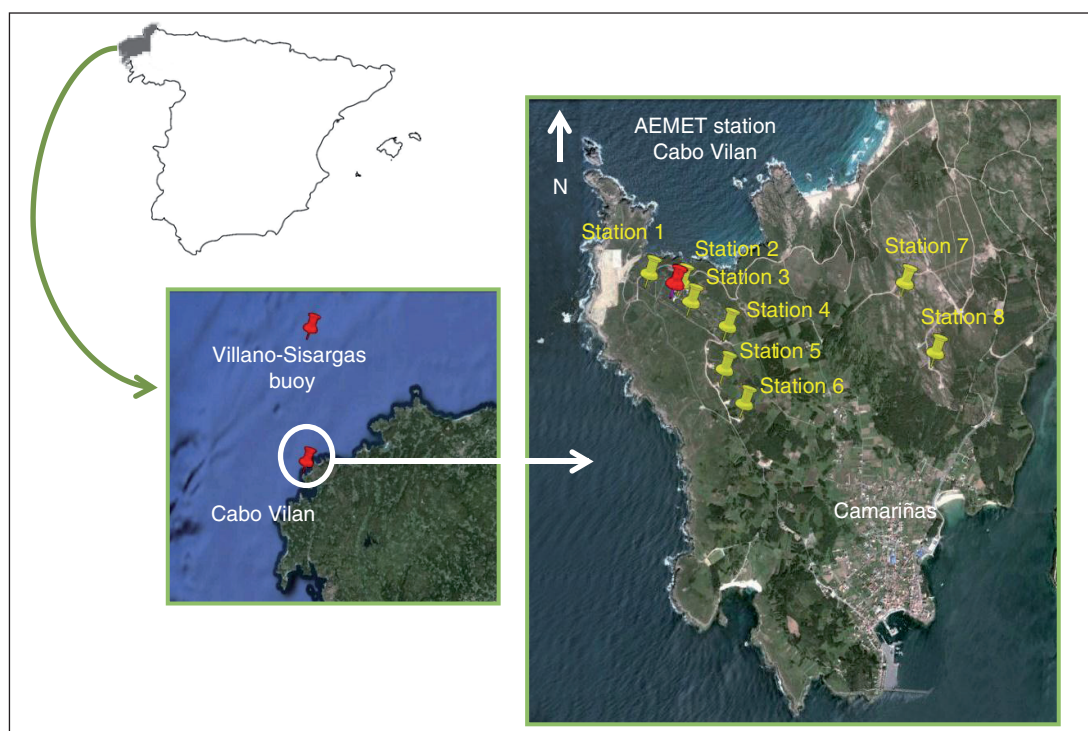 Villano-Sisargas
buoy
Cabo Vilan
AEMET station
Cabo Vilan
N
Station 1
Station 2
Station 3
Station 4
Station 5
Station 6
Station 7
Station 8
Camariñas